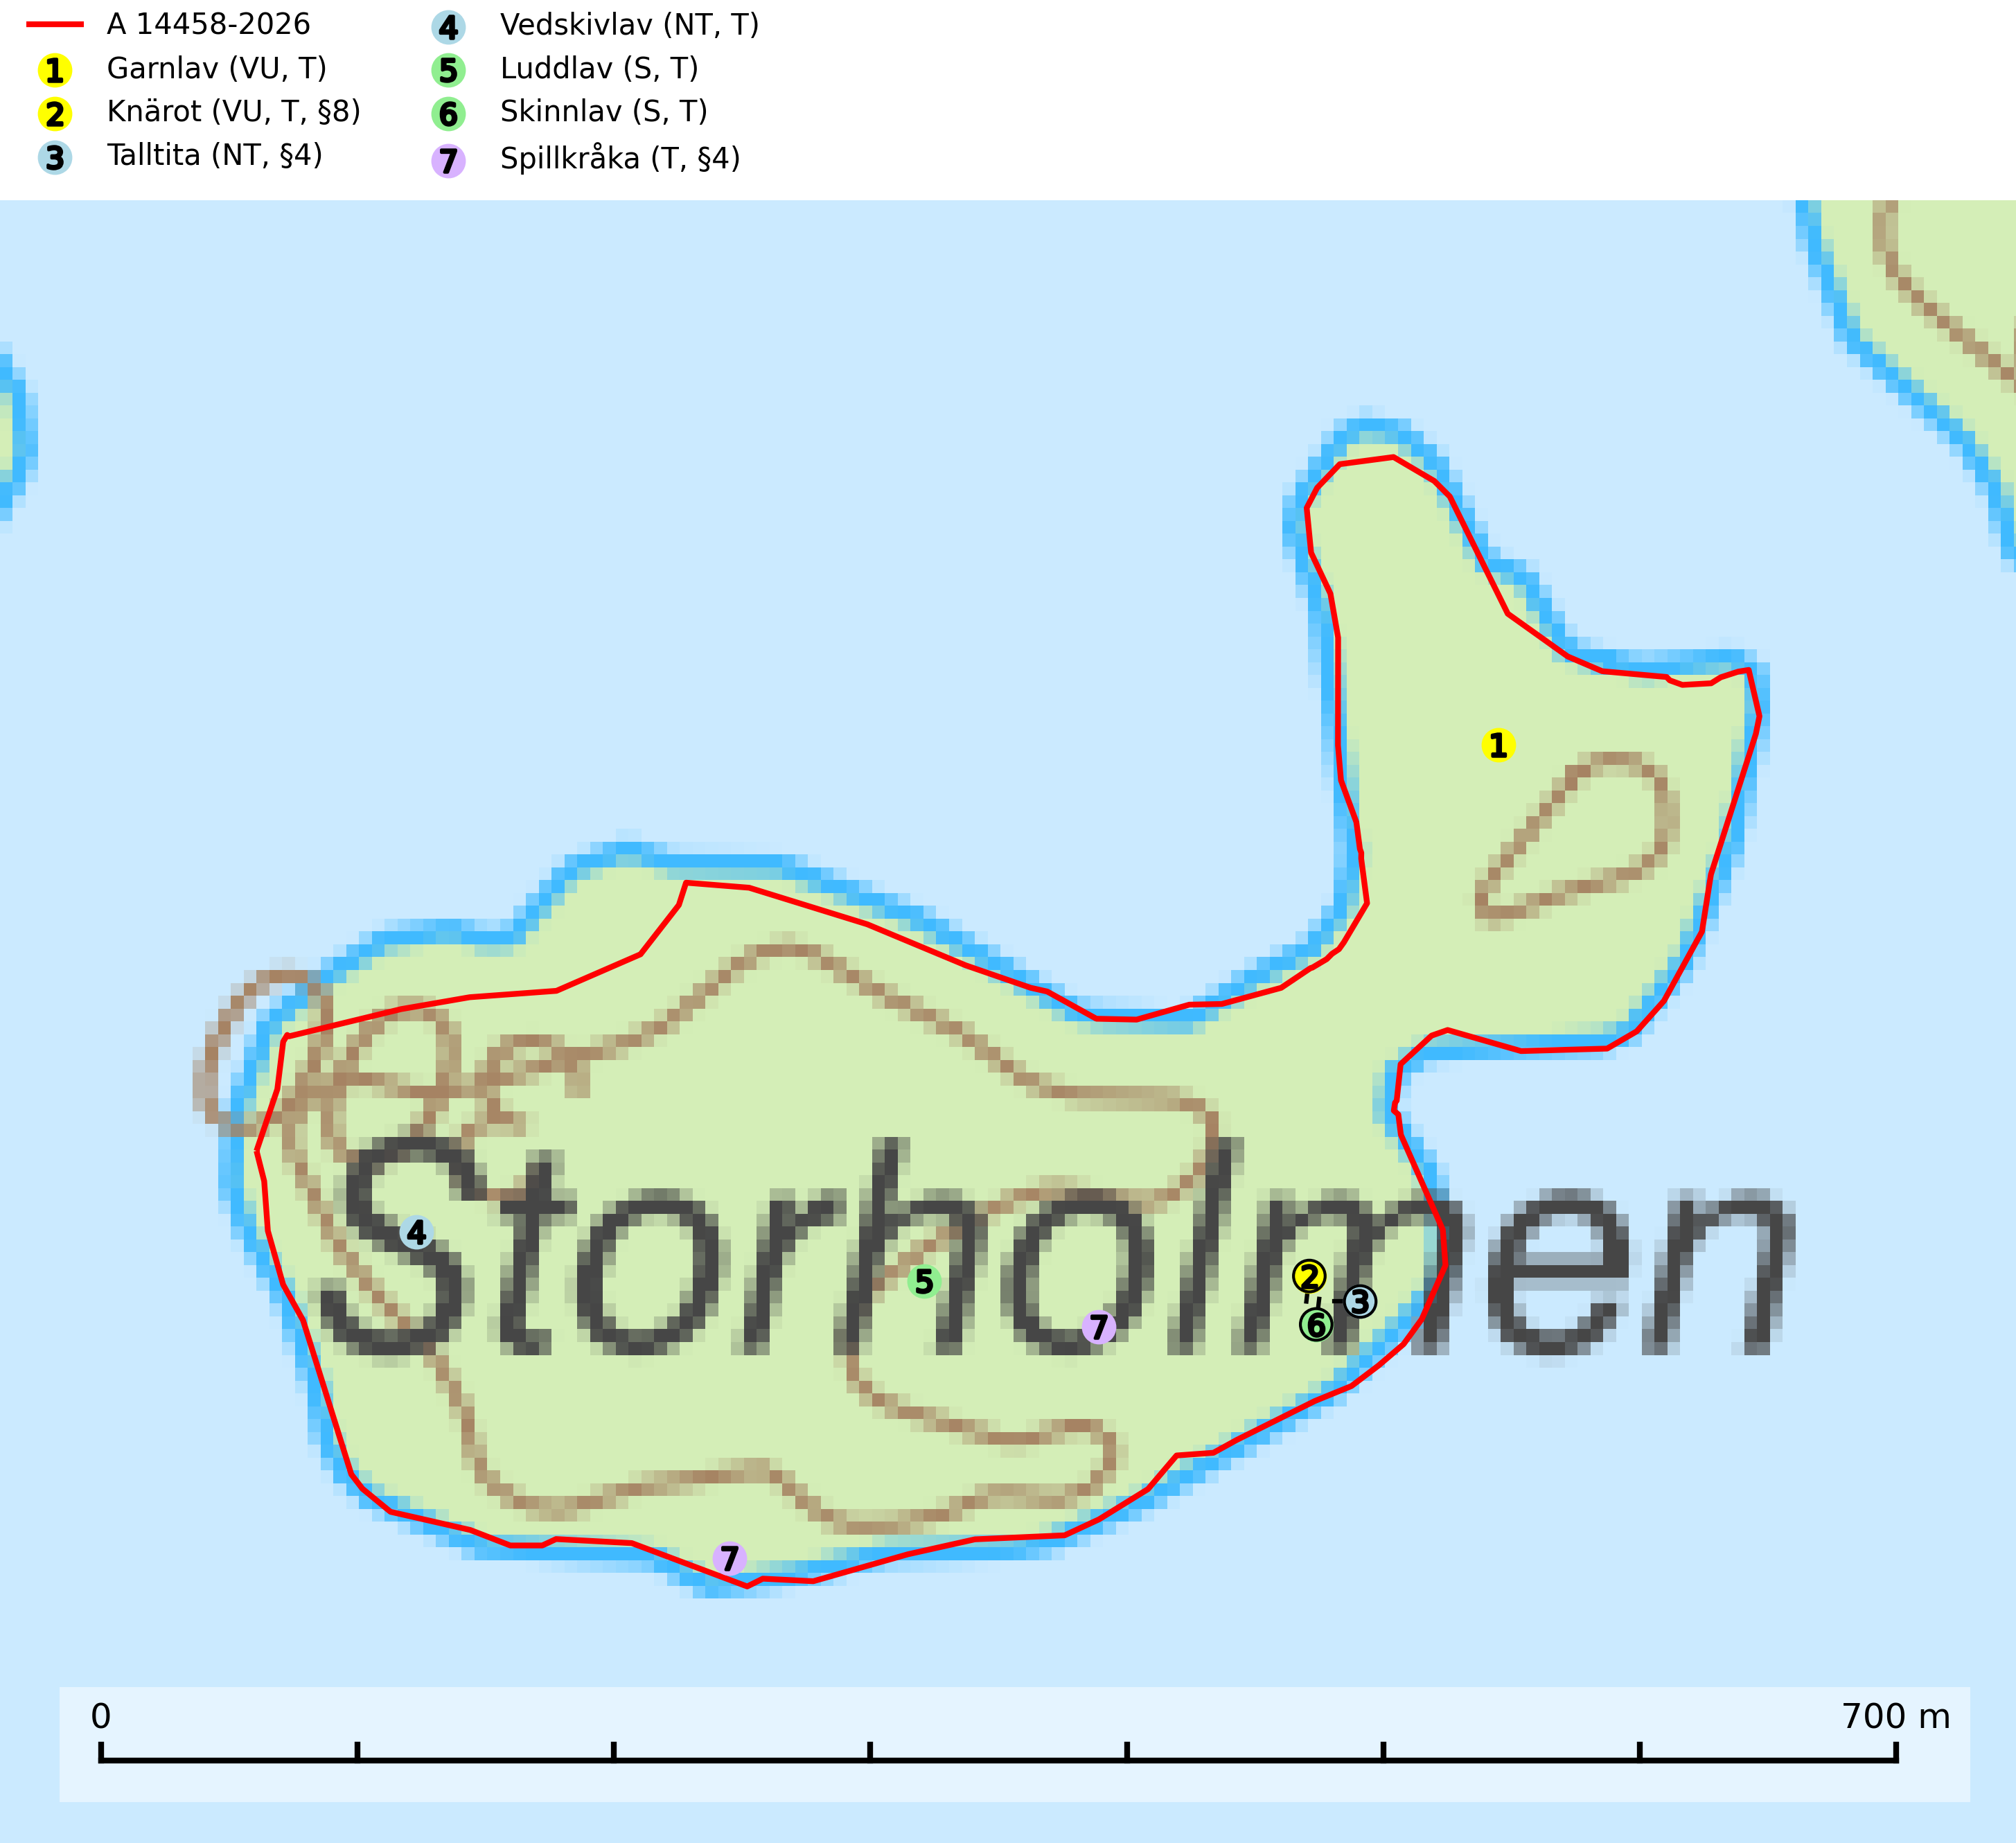 A 14458-2026
1 Garnlav (VU, T)
2 Knärot (VU, T, §8)
3 Talltita (NT, §4)
4 Vedskivlav (NT, T)
5 Luddlav (S, T)
6 Skinnlav (S, T)
7 Spillkråka (T, §4)
1
Storholmen
4
5
2
3
6
7
7
0
700 m